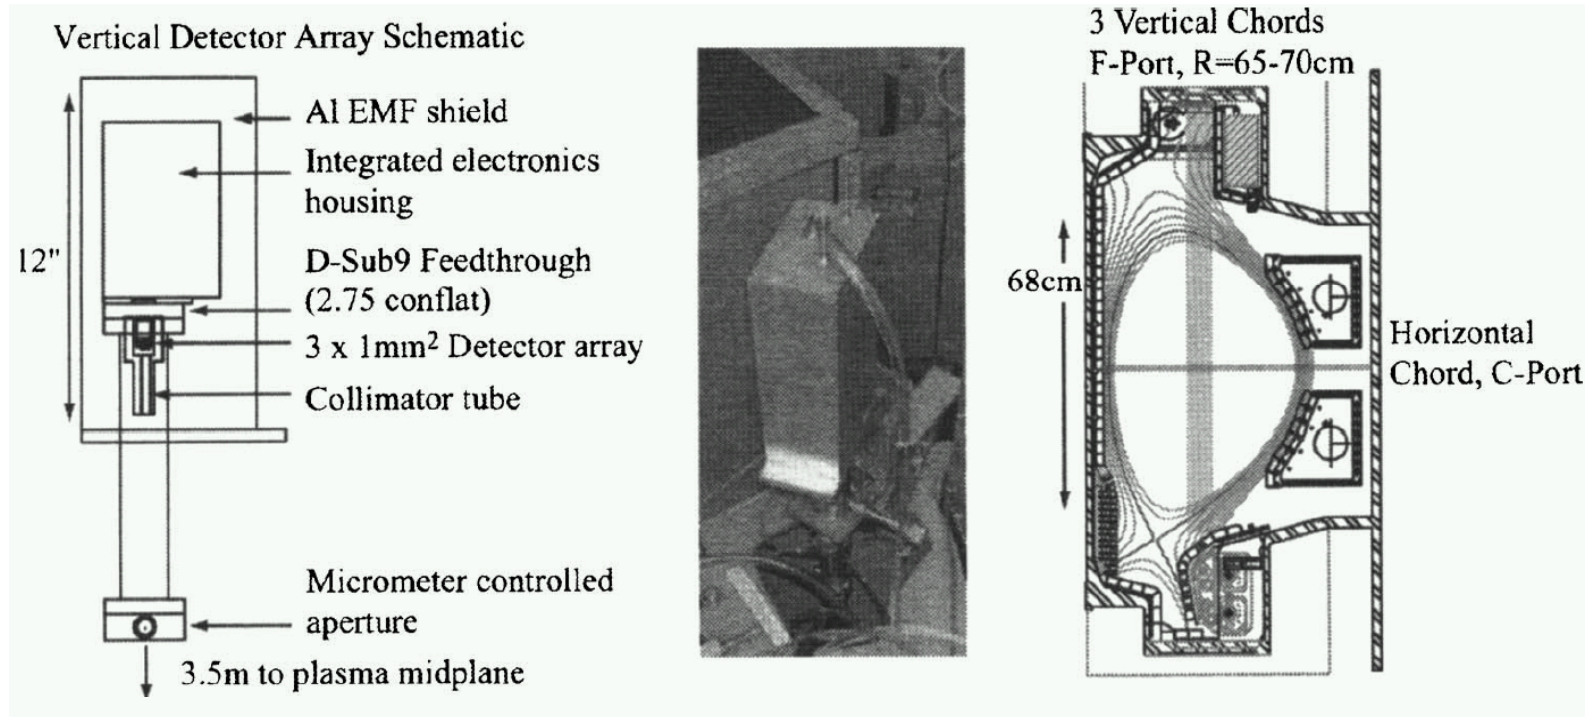 Vertical Detector Array Schematic
12"
Al EMF shield
Integrated electronics
housing
D-Sub9 Feedthrough
(2.75 conflat)
3 x 1mm² Detector array
Collimator tube
Micrometer controlled
aperture
3.5m to plasma midplane
3 Vertical Chords
F-Port, R=65-70cm
68cm
Horizontal
Chord, C-Port